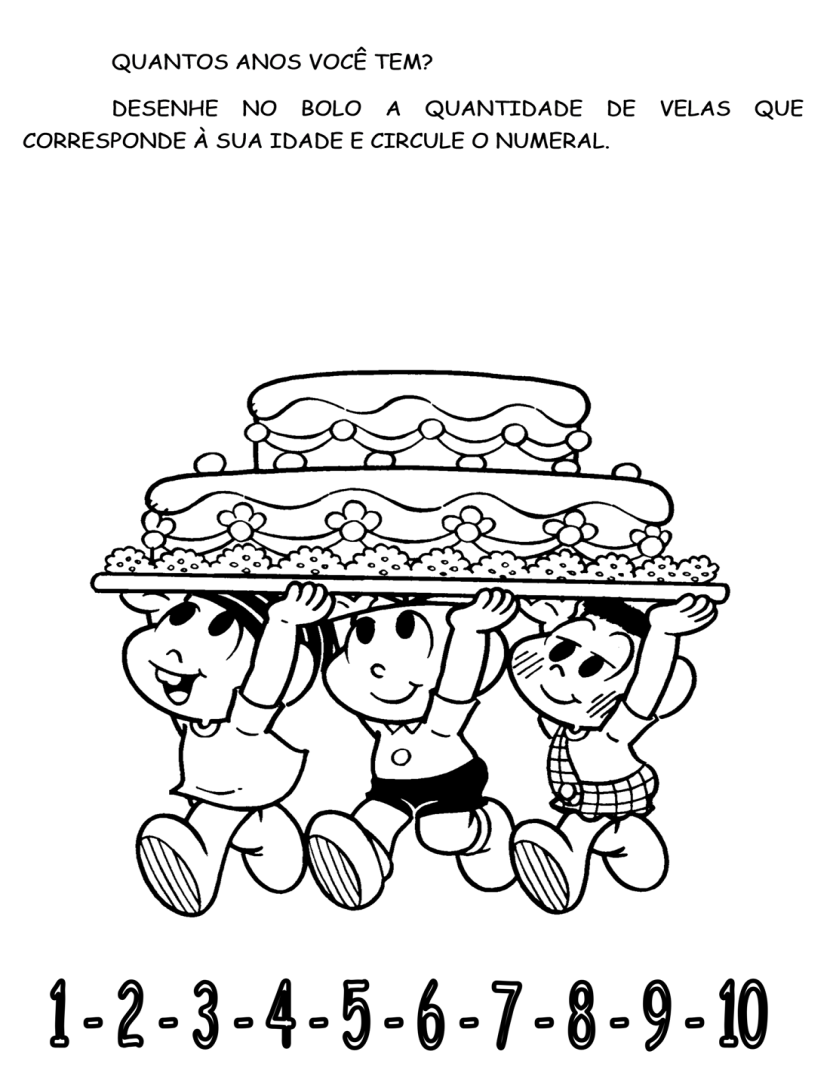 QUANTOS ANOS VOCÊ TEM?
DESENHE NO BOLO A QUANTIDADE DE VELAS QUE
CORRESPONDE À SUA IDADE E CIRCULE O NUMERAL.
1 - 2 - 3 - 4 - 5 - 6 - 7 - 8 - 9 - 10